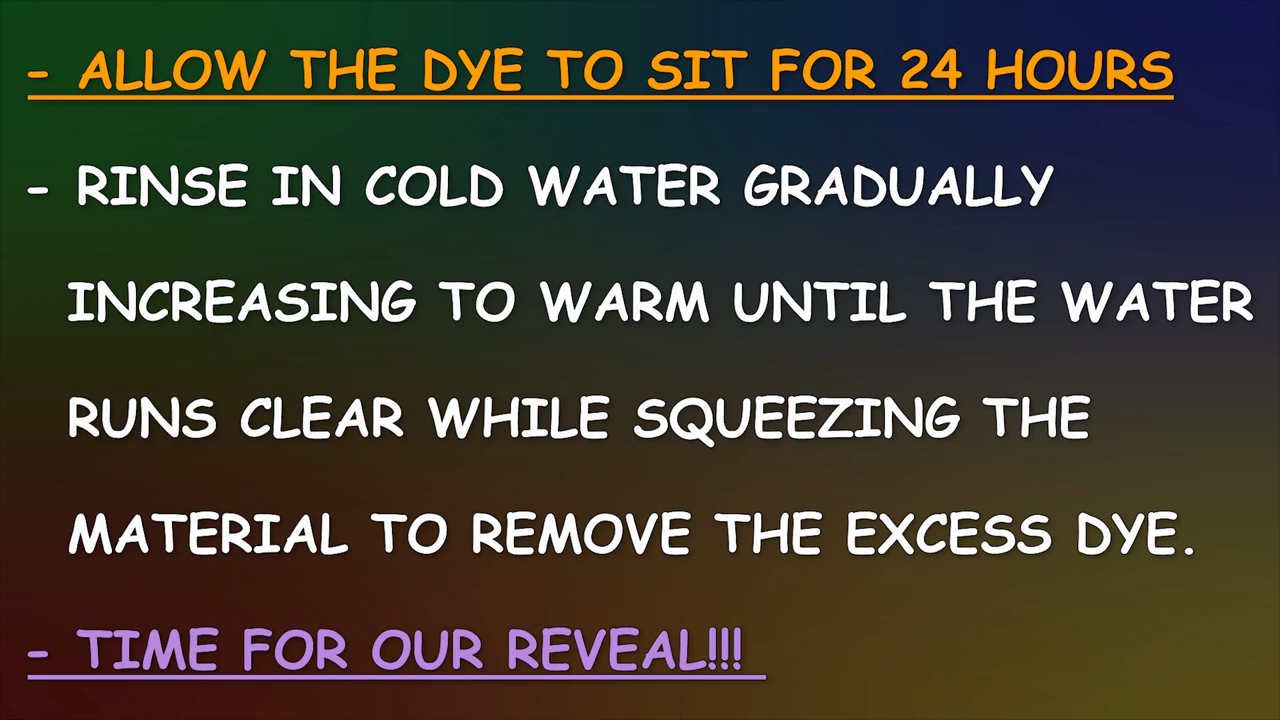 - ALLOW THE DYE TO SIT FOR 24 HOURS
- RINSE IN COLD WATER GRADUALLY
INCREASING TO WARM UNTIL THE WATER
RUNS CLEAR WHILE SQUEEZING THE
MATERIAL TO REMOVE THE EXCESS DYE.
- TIME FOR OUR REVEAL!!!